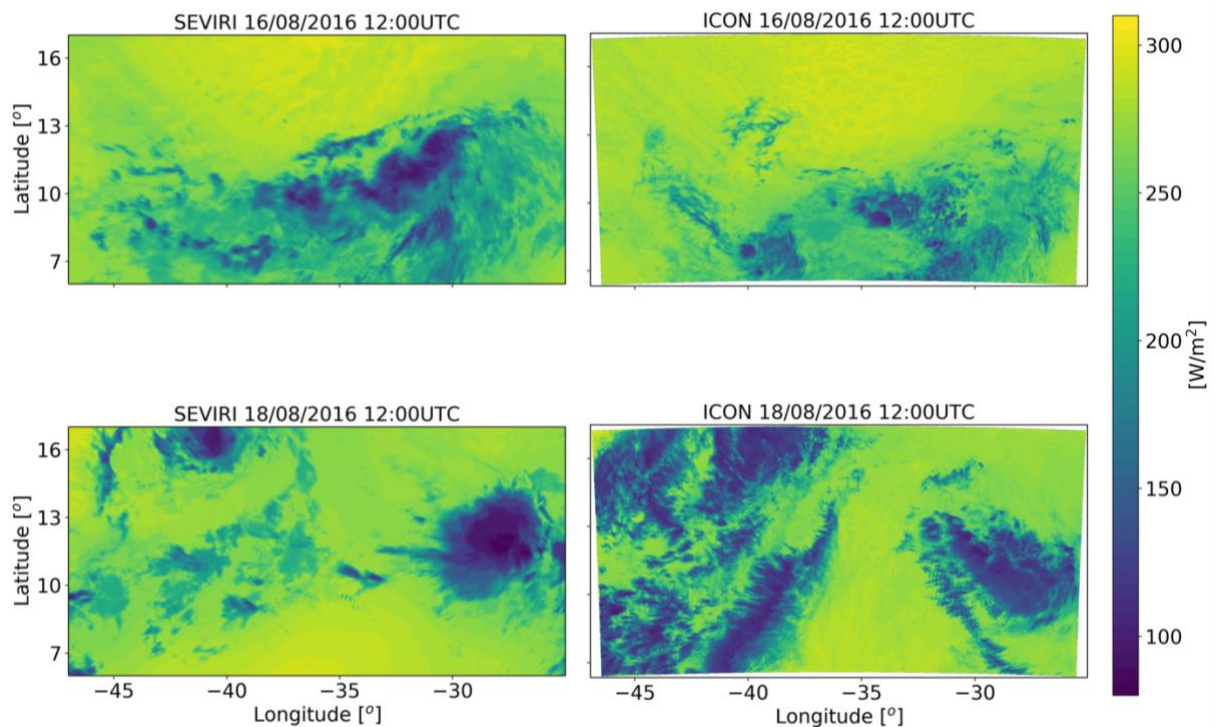 SEVIRI 16/08/2016 12:00UTC
ICON 16/08/2016 12:00UTC
16
13
10
7
Latitude [°]
300
250
200
150
100
[W/m²]
SEVIRI 18/08/2016 12:00UTC
ICON 18/08/2016 12:00UTC
16
13
10
7
Latitude [°]
−45 −40 −35 −30
−45 −40 −35 −30
Longitude [°]
Longitude [°]